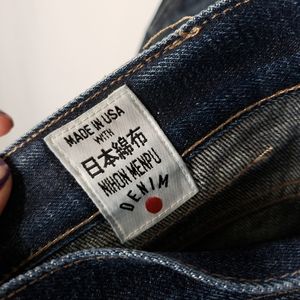 MADE IN USA
WITH
日本綿布
NIHON MENPU
DENIM